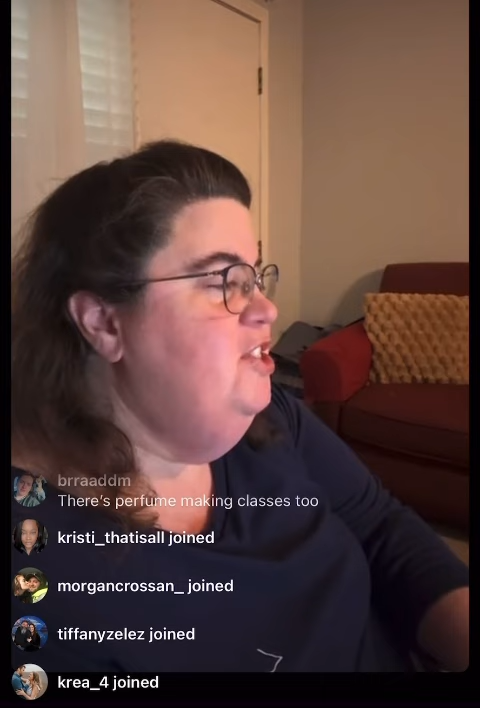 brraaddm
There's perfume making classes too
kristi_thatisall joined
morgancrossan_ joined
tiffanyzelez joined
krea_4 joined